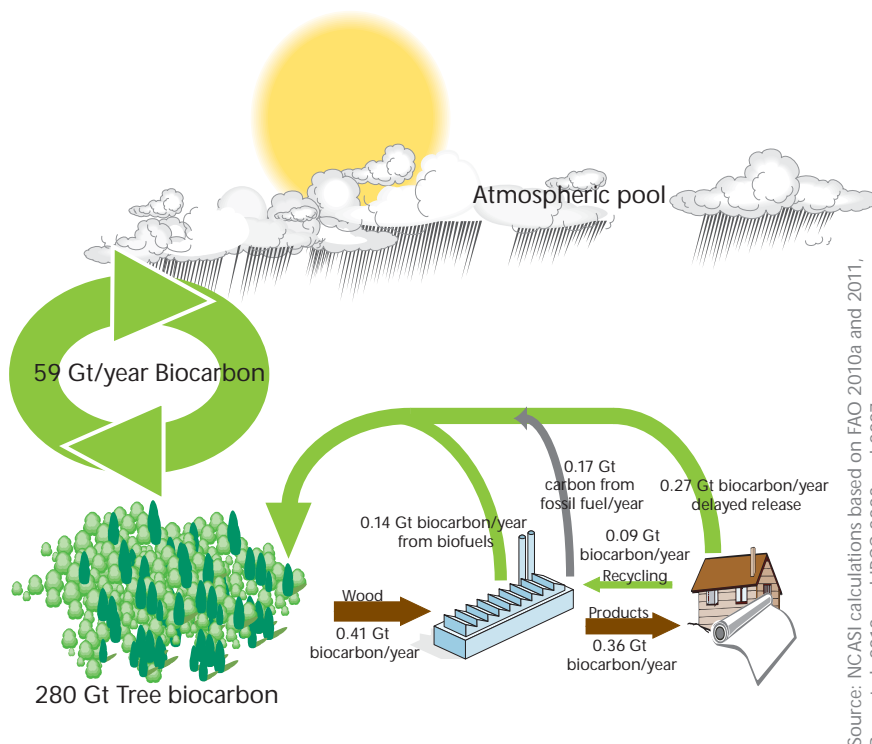 Atmospheric pool
59 Gt/year Biocarbon
0.17 Gt
carbon from
fossil fuel/year
0.27 Gt biocarbon/year
delayed release
0.14 Gt biocarbon/year
from biofuels
0.09 Gt
biocarbon/year
Recycling
Wood
0.41 Gt
biocarbon/year
Products
0.36 Gt
biocarbon/year
280 Gt Tree biocarbon
Source: NCASI calculations based on FAO 2010a and 2011,